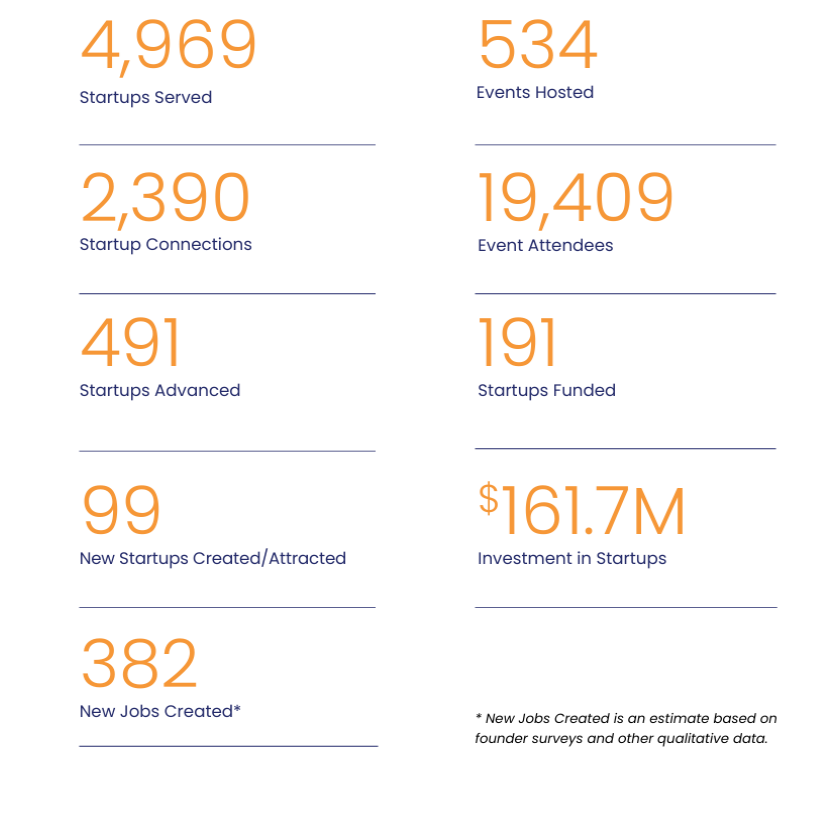 4,969
Startups Served
534
Events Hosted
2,390
Startup Connections
19,409
Event Attendees
491
Startups Advanced
191
Startups Funded
99
New Startups Created/Attracted
$161.7M
Investment in Startups
382
New Jobs Created*
* New Jobs Created is an estimate based on
founder surveys and other qualitative data.